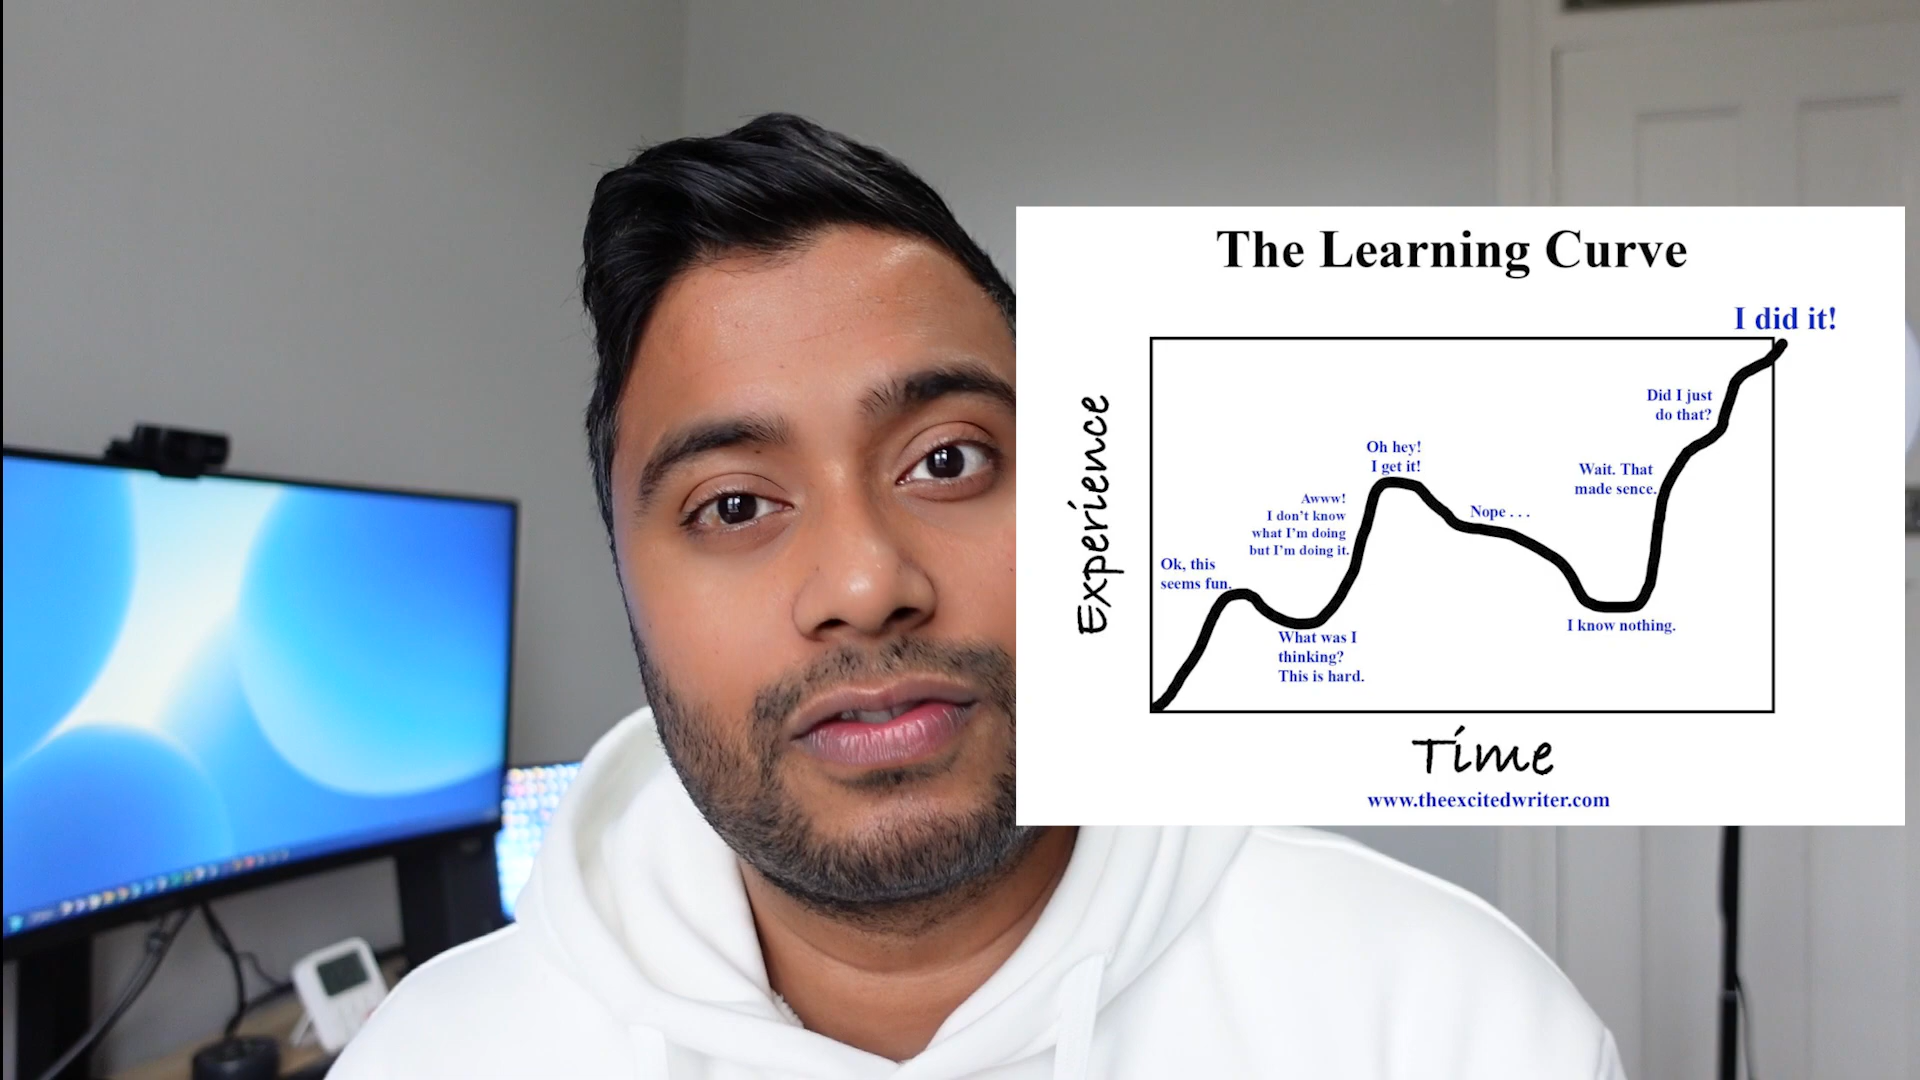 The Learning Curve
I did it!
Did I just
do that?
Oh hey!
I get it!
Wait. That
made sence.
Awww!
I don't know
what I'm doing
but I'm doing it.
Nope . . .
Ok, this
seems fun.
I know nothing.
What was I
thinking?
This is hard.
Experience
Time
www.theexcitedwriter.com